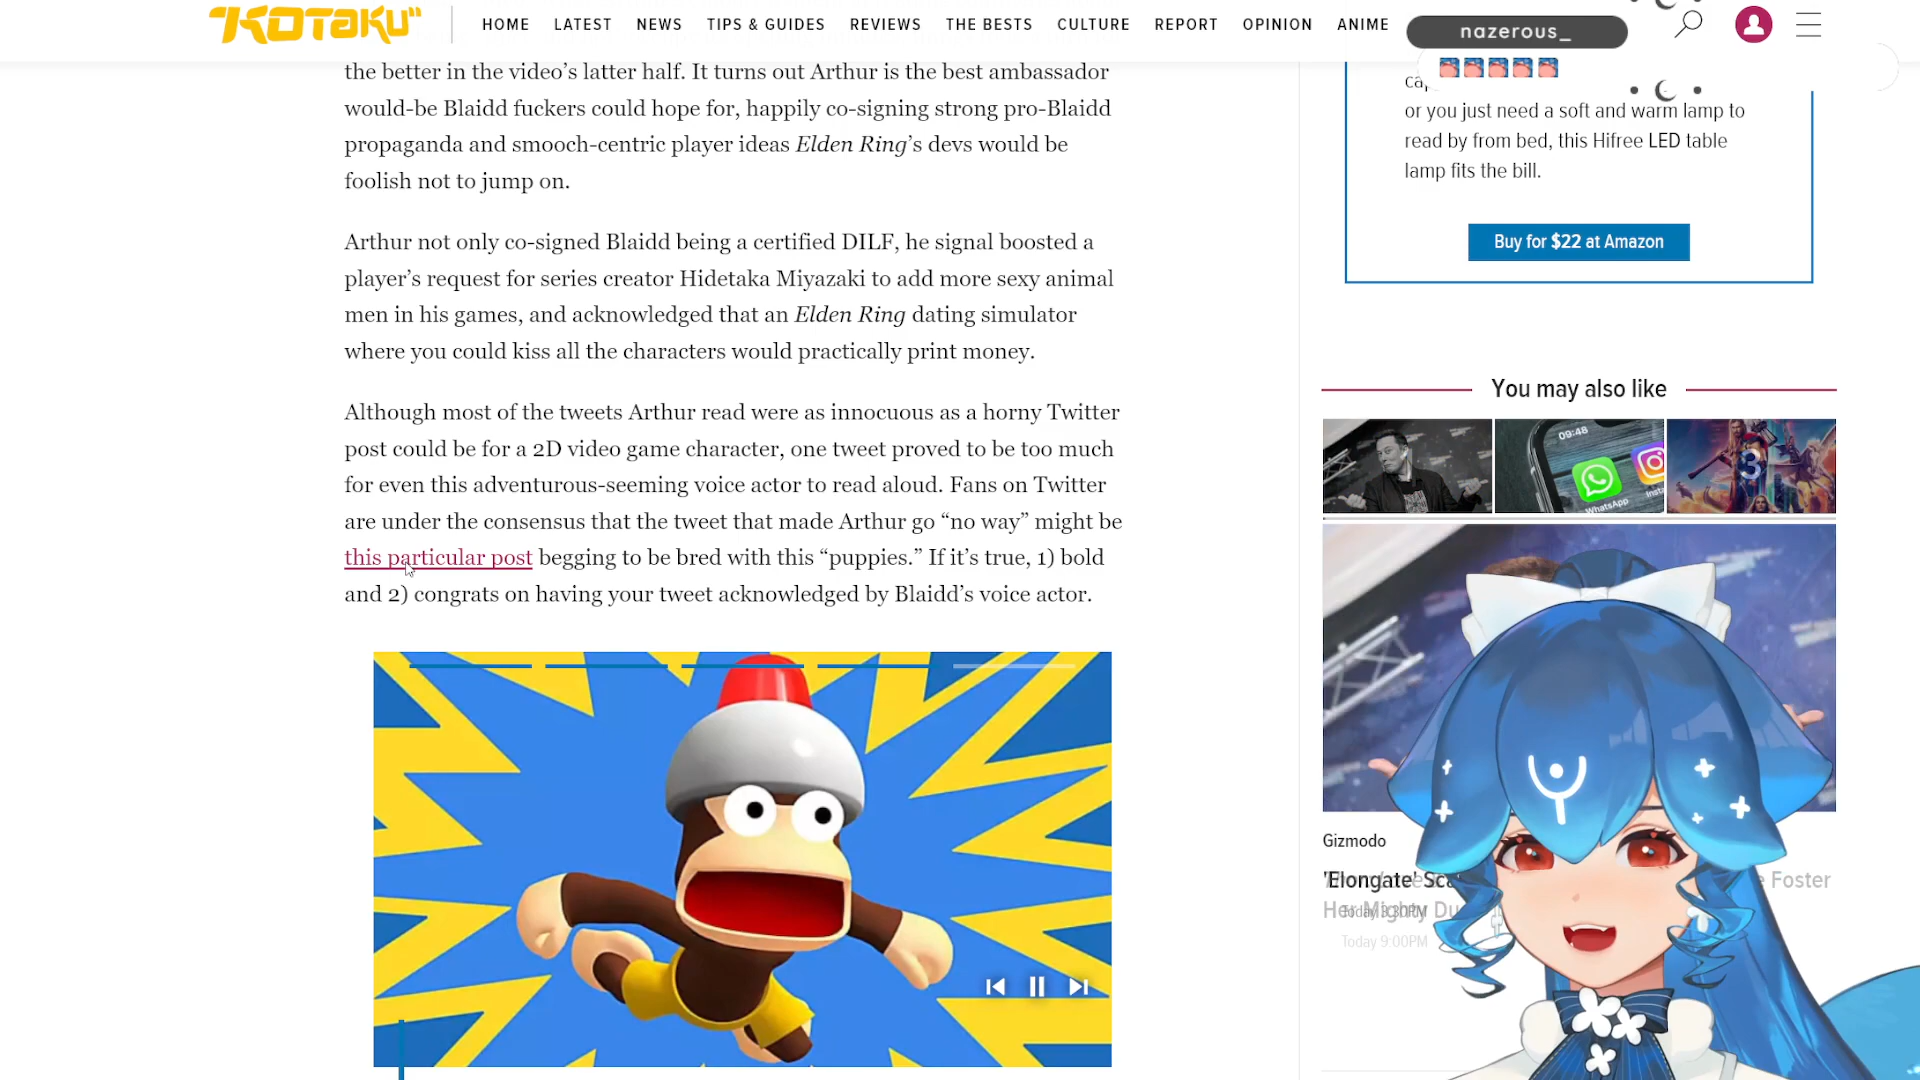 KOTAKU
HOME LATEST NEWS TIPS & GUIDES REVIEWS THE BESTS CULTURE REPORT OPINION ANIME
nazerous_
the better in the video’s latter half. It turns out Arthur is the best ambassador
would-be Blaidd fuckers could hope for, happily co-signing strong pro-Blaidd
propaganda and smooch-centric player ideas Elden Ring’s devs would be
foolish not to jump on.
Arthur not only co-signed Blaidd being a certified DILF, he signal boosted a
player’s request for series creator Hidetaka Miyazaki to add more sexy animal
men in his games, and acknowledged that an Elden Ring dating simulator
where you could kiss all the characters would practically print money.
Although most of the tweets Arthur read were as innocuous as a horny Twitter
post could be for a 2D video game character, one tweet proved to be too much
for even this adventurous-seeming voice actor to read aloud. Fans on Twitter
are under the consensus that the tweet that made Arthur go “no way” might be
this particular post begging to be bred with this “puppies.” If it’s true, 1) bold
and 2) congrats on having your tweet acknowledged by Blaidd’s voice actor.
or you just need a soft and warm lamp to
read by from bed, this Hifree LED table
lamp fits the bill.
Buy for $22 at Amazon
You may also like
09:48
WhatsApp
3
Gizmodo
'Elongate'
Foster
Her Mighty
Today 9:00PM